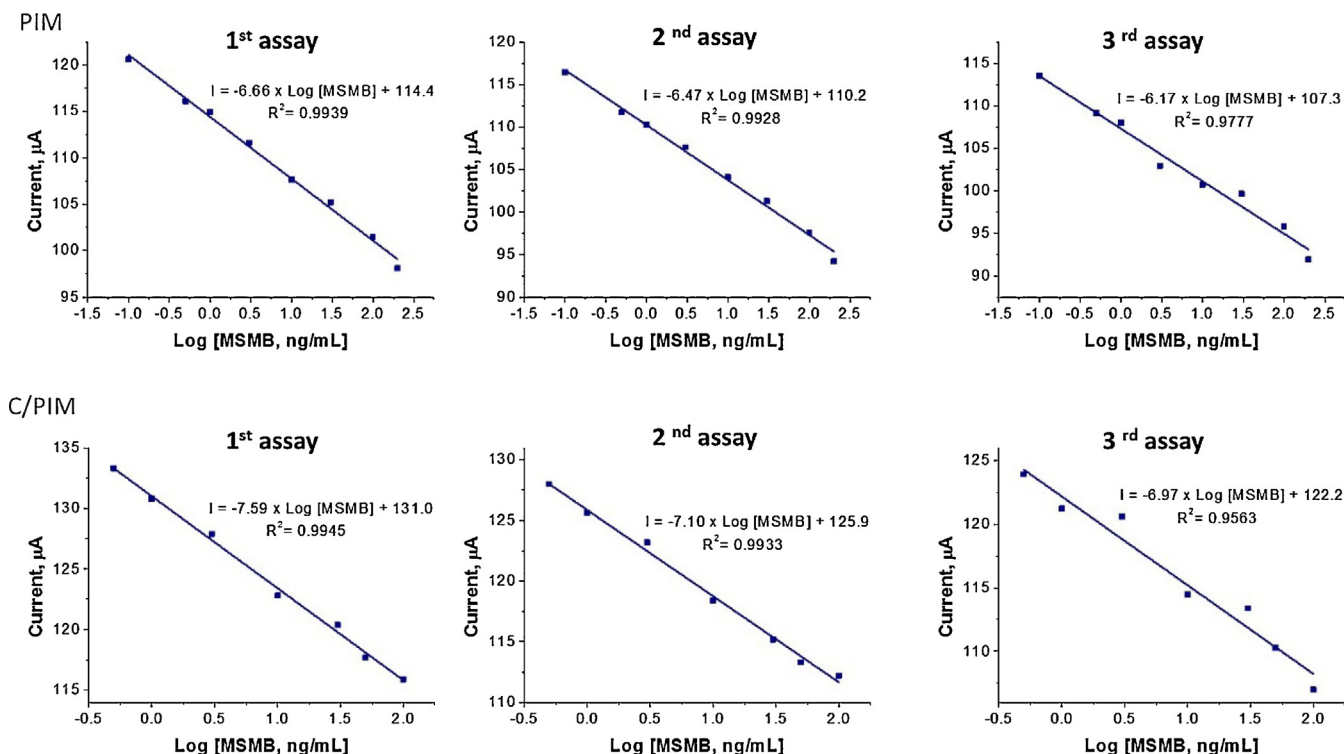 PIM
1st assay
2 nd assay
3 rd assay
I = -6.66 x Log [MSMB] + 114.4
R2= 0.9939
I = -6.47 x Log [MSMB] + 110.2
R2= 0.9928
I = -6.17 x Log [MSMB] + 107.3
R2= 0.9777
Current, µA
120
115
110
105
100
95
-1.5 -1.0 -0.5 0.0 0.5 1.0 1.5 2.0 2.5
Log [MSMB, ng/mL]
Current, µA
120
115
110
105
100
95
90
-1.5 -1.0 -0.5 0.0 0.5 1.0 1.5 2.0 2.5
Log [MSMB, ng/mL]
Current, µA
115
110
105
100
95
90
-1.5 -1.0 -0.5 0.0 0.5 1.0 1.5 2.0 2.5
Log [MSMB, ng/mL]
C/PIM
1st assay
2 nd assay
3 rd assay
I = -7.59 x Log [MSMB] + 131.0
R2= 0.9945
I = -7.10 x Log [MSMB] + 125.9
R2= 0.9933
I = -6.97 x Log [MSMB] + 122.2
R2= 0.9563
Current, µA
135
130
125
120
115
-0.5 0.0 0.5 1.0 1.5 2.0
Log [MSMB, ng/mL]
Current, µA
130
125
120
115
110
-0.5 0.0 0.5 1.0 1.5 2.0
Log [MSMB, ng/mL]
Current, µA
125
120
115
110
-0.5 0.0 0.5 1.0 1.5 2.0
Log [MSMB, ng/mL]